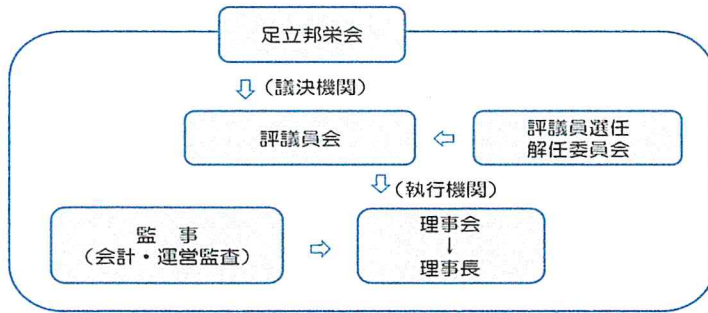 足立邦栄会
(議決機関)
評議員会
評議員選任
解任委員会
(執行機関)
監　事
(会計・運営監査)
理事会
↓
理事長